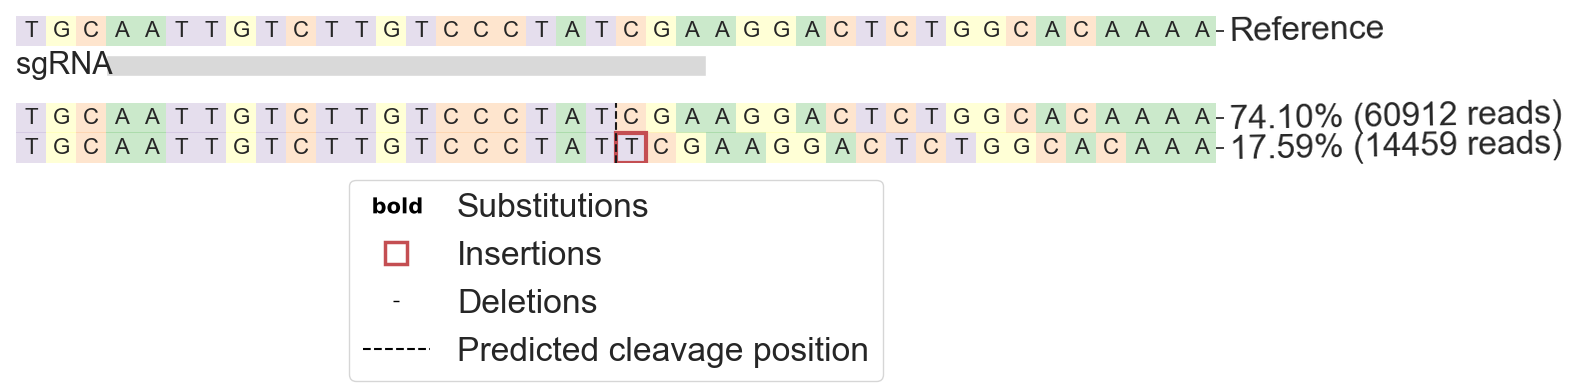 T G C A A T T G T C T T G T C C C T A T C G A A G G A C T C T G G C A C A A A A - Reference
sgRNA
T G C A A T T G T C T T G T C C C T A T C G A A G G A C T C T G G C A C A A A A - 74.10% (60912 reads)
T G C A A T T G T C T T G T C C C T A T T C G A A G G A C T C T G G C A C A A A - 17.59% (14459 reads)
bold Substitutions
Insertions
- Deletions
Predicted cleavage position